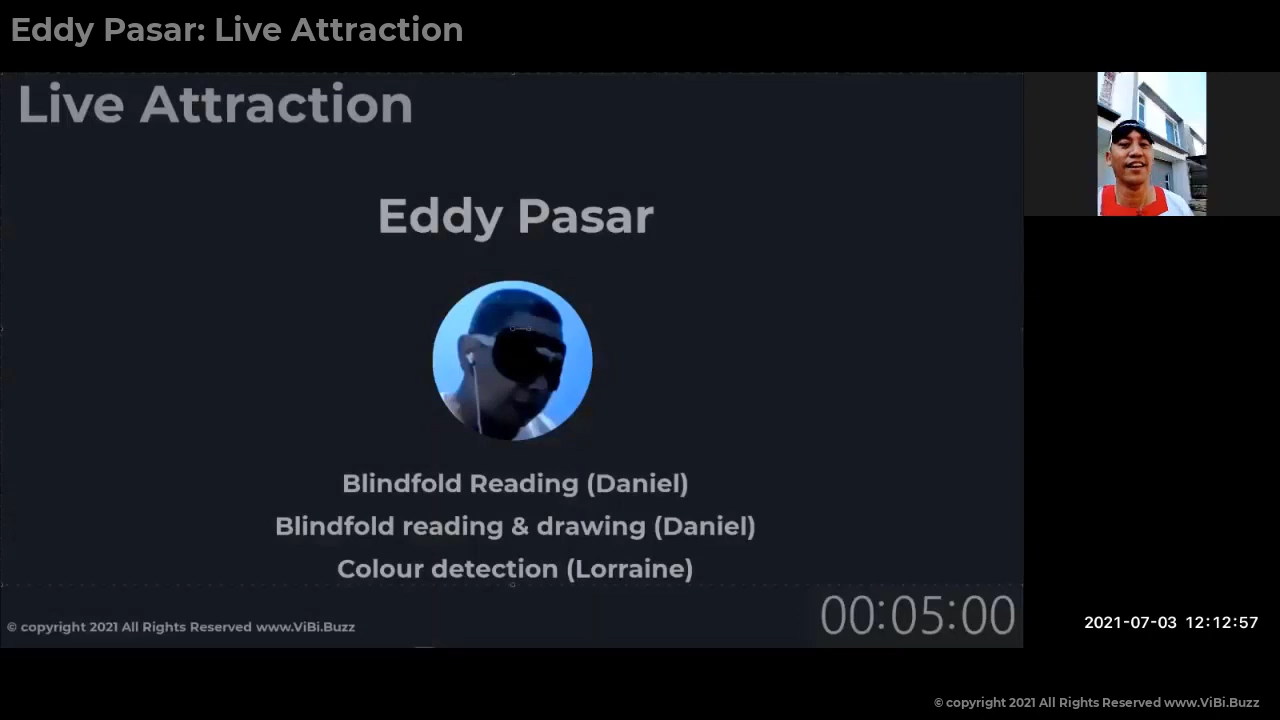 Eddy Pasar: Live Attraction
Live Attraction
Eddy Pasar
Blindfold Reading (Daniel)
Blindfold reading & drawing (Daniel)
Colour detection (Lorraine)
00:05:00
© copyright 2021 All Rights Reserved www.ViBi.Buzz
2021-07-03 12:12:57
© copyright 2021 All Rights Reserved www.ViBi.Buzz